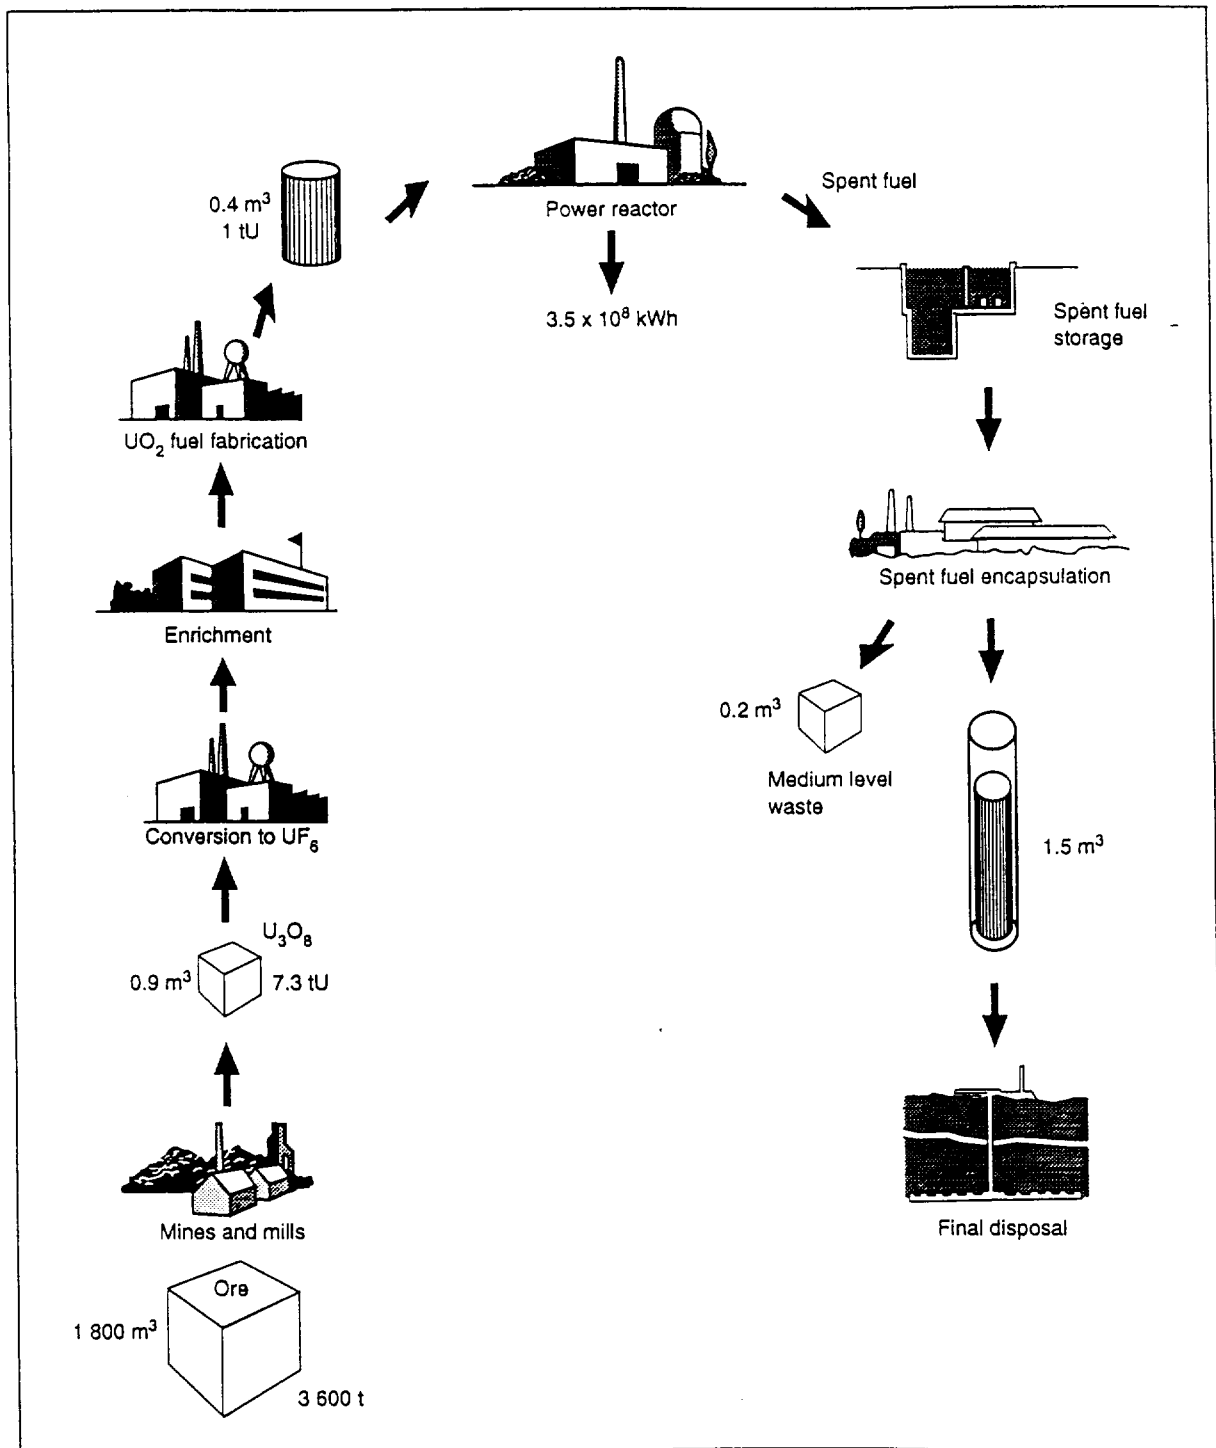 Power reactor
3.5 x 10⁸ kWh
0.4 m³
1 tU
UO₂ fuel fabrication
Enrichment
Conversion to UF₆
U₃O₈
0.9 m³
7.3 tU
Mines and mills
Ore
1 800 m³
3 600 t
Spent fuel
Spent fuel
storage
Spent fuel encapsulation
0.2 m³
Medium level
waste
1.5 m³
Final disposal